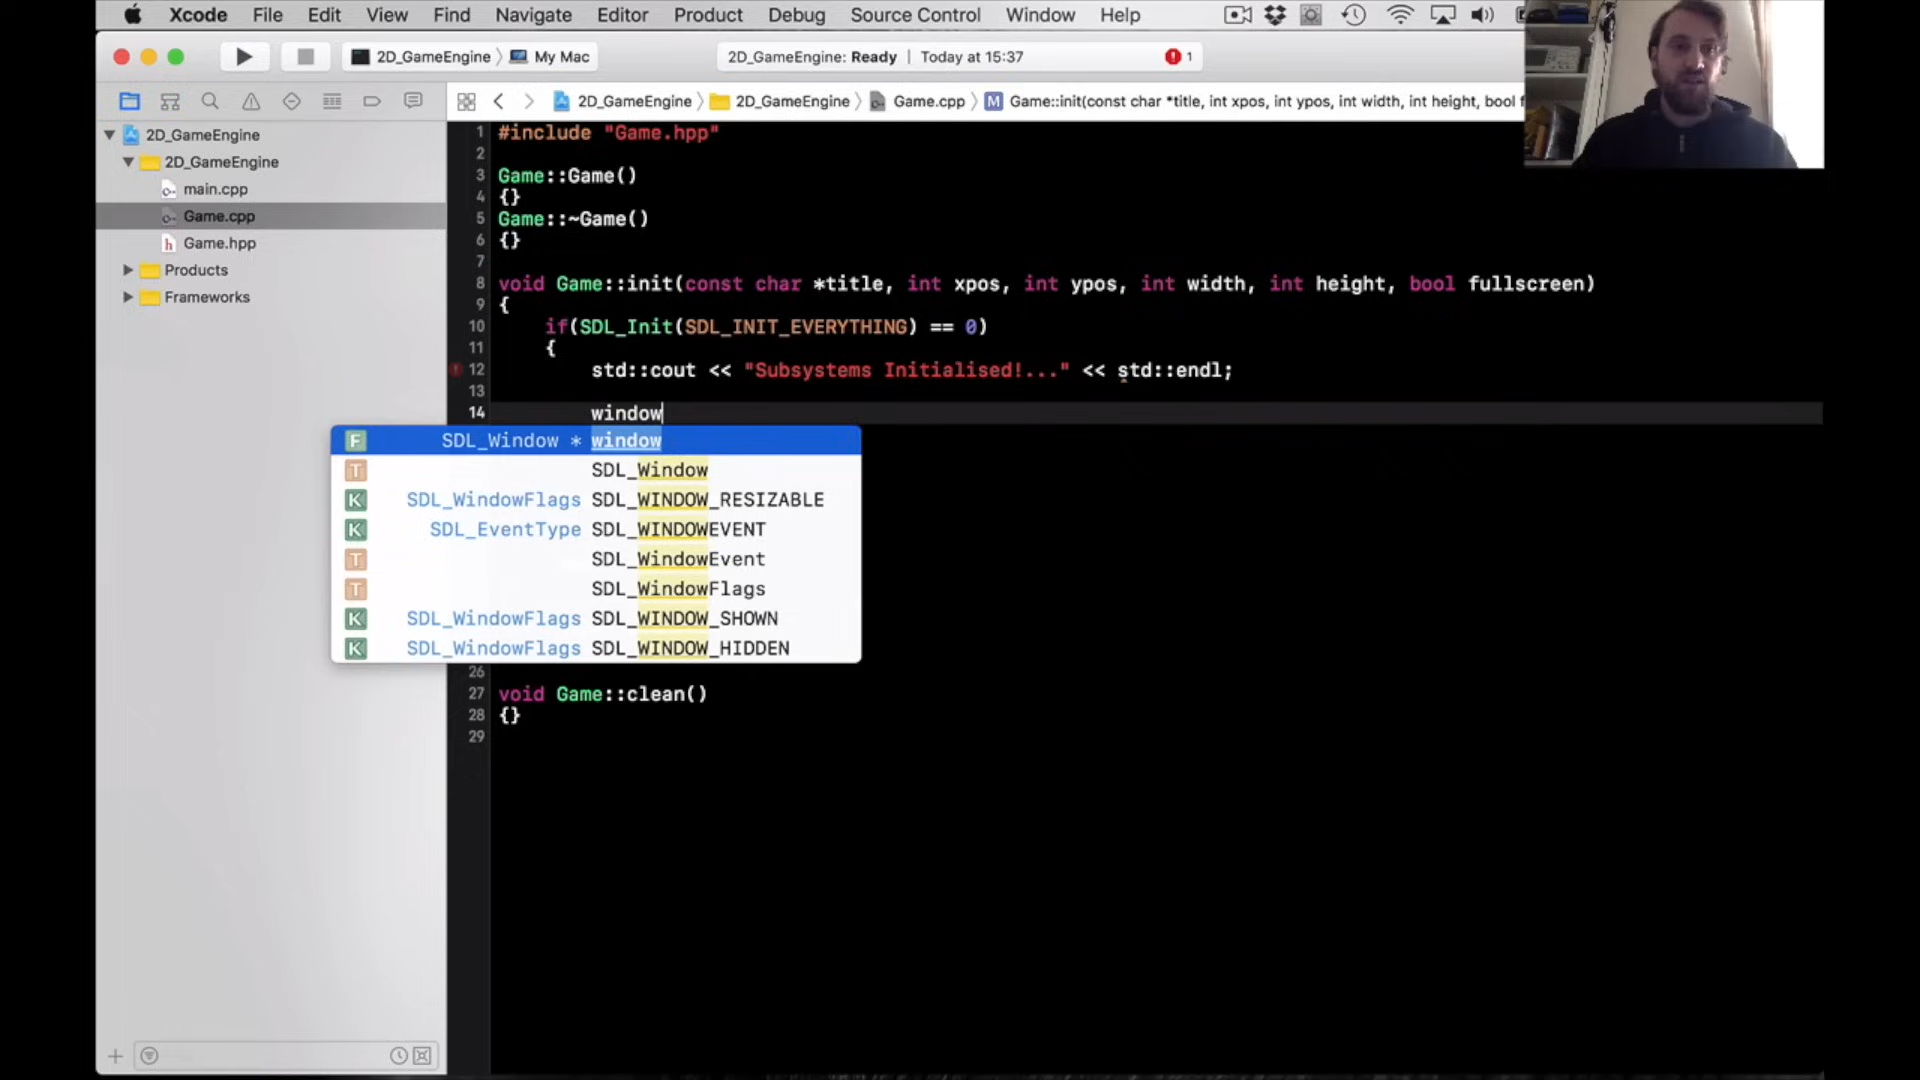 Xcode File Edit View Find Navigate Editor Product Debug Source Control Window Help
2D_GameEngine My Mac 2D_GameEngine: Ready | Today at 15:37 1
2D_GameEngine 2D_GameEngine Game.cpp M Game::init(const char *title, int xpos, int ypos, int width, int height, bool f
2D_GameEngine
2D_GameEngine
main.cpp
Game.cpp
h Game.hpp
Products
Frameworks
1 #include "Game.hpp"
2
3 Game::Game()
4 {}
5 Game::~Game()
6 {}
7
8 void Game::init(const char *title, int xpos, int ypos, int width, int height, bool fullscreen)
9 {
10 if(SDL_Init(SDL_INIT_EVERYTHING) == 0)
11 {
12 std::cout << "Subsystems Initialised!..." << std::endl;
13
14 window
F SDL_Window * window
T SDL_Window
K SDL_WindowFlags SDL_WINDOW_RESIZABLE
K SDL_EventType SDL_WINDOWEVENT
T SDL_WindowEvent
T SDL_WindowFlags
K SDL_WindowFlags SDL_WINDOW_SHOWN
K SDL_WindowFlags SDL_WINDOW_HIDDEN
26
27 void Game::clean()
28 {}
29